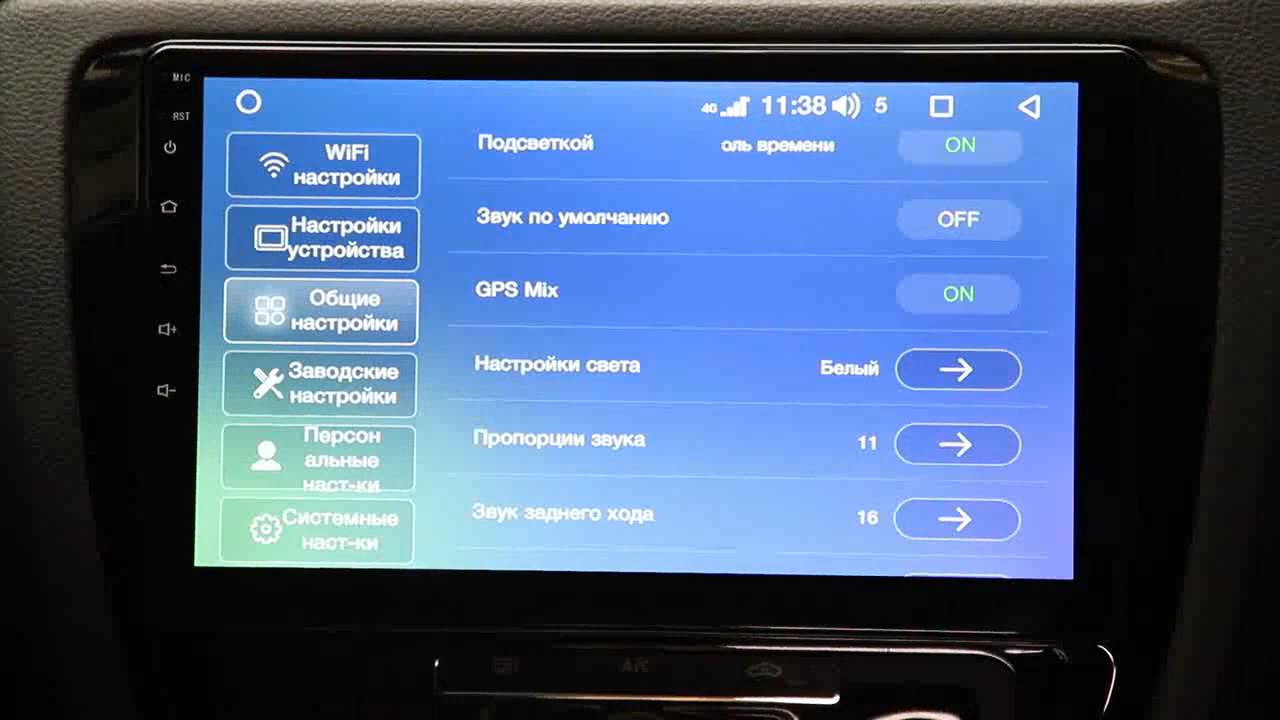 MIC
RST
4G 11:38 5
WiFi
настройки
Настройки
устройства
Общие
настройки
Заводские
настройки
Персон
альные
наст-ки
Системные
наст-ки
Подсветкой оль времени ON
Звук по умолчанию OFF
GPS Mix ON
Настройки света Белый
Пропорции звука 11
Звук заднего хода 16
A/C